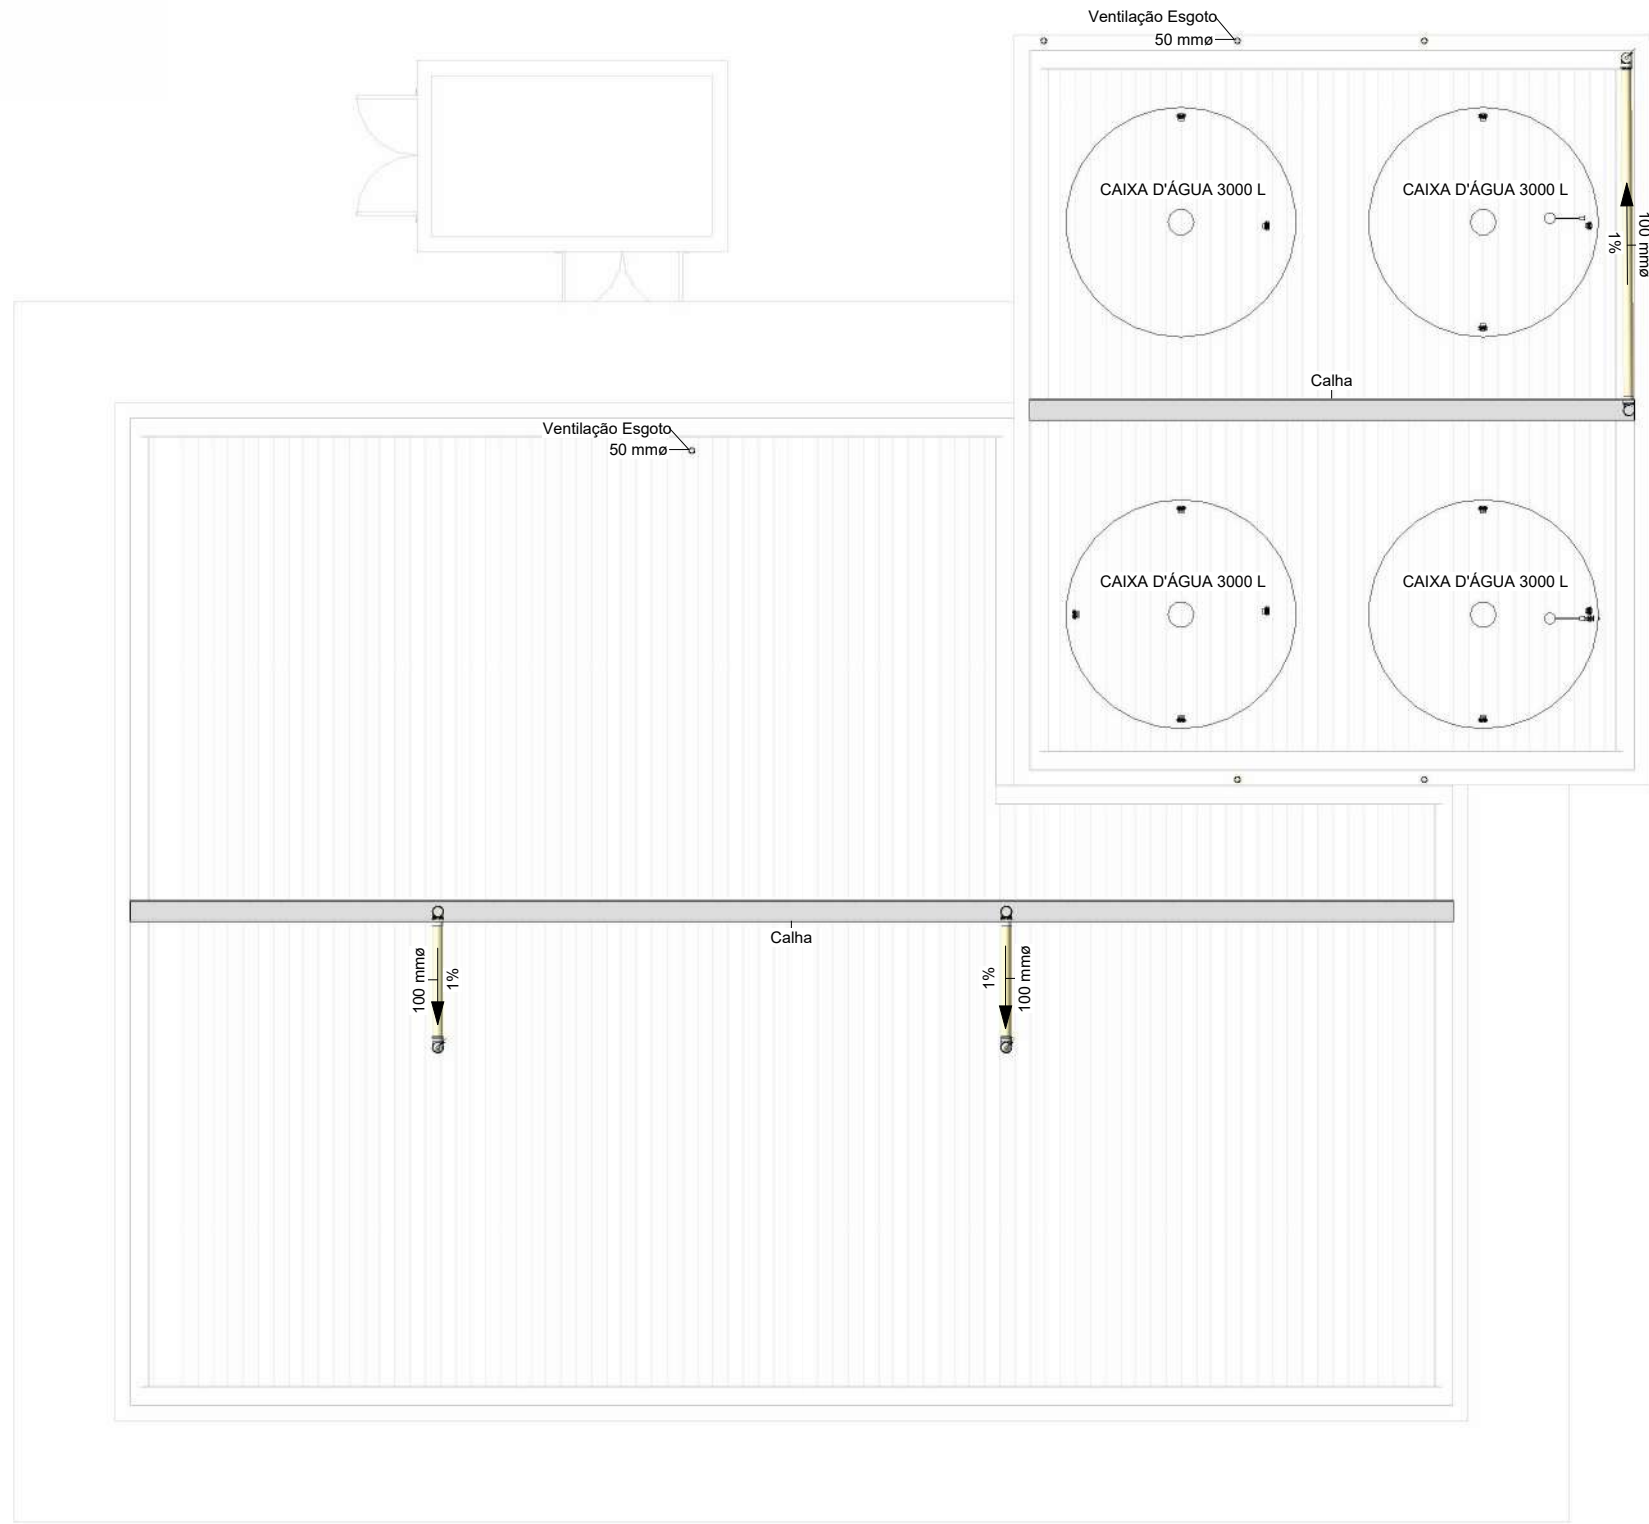 Ventilação Esgoto
50 mmø
CAIXA D'ÁGUA 3000 L
CAIXA D'ÁGUA 3000 L
100 mmø
1%
Calha
Ventilação Esgoto
50 mmø
CAIXA D'ÁGUA 3000 L
CAIXA D'ÁGUA 3000 L
Calha
100 mmø
1%
1%
100 mmø